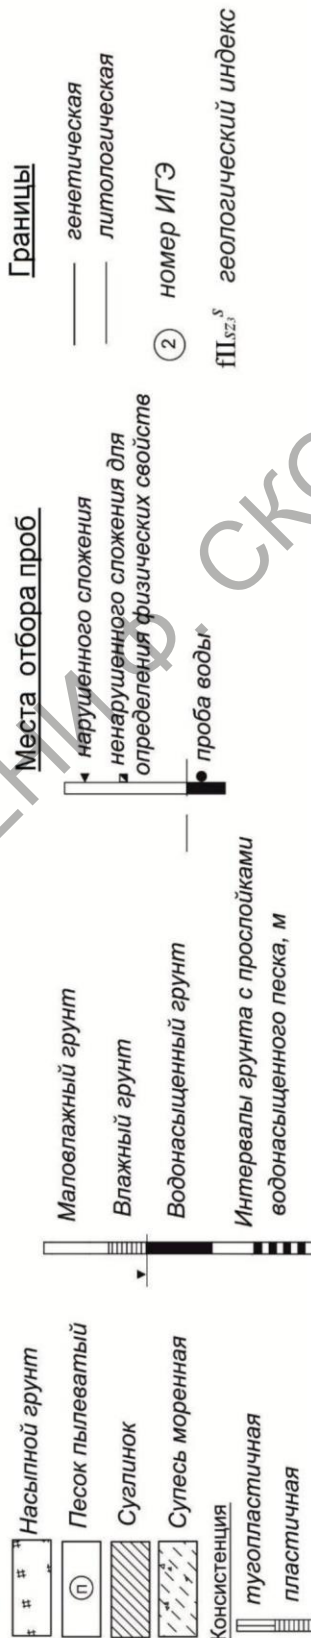 Насыпной грунт
П Песок пылеватый
Суглинок
Супесь моренная
Консистенция
тугопластичная
пластичная
Маловлажный грунт
Влажный грунт
Водонасыщенный грунт
Интервалы грунта с прослойками
водонасыщенного песка, м
Места отбора проб
нарушенного сложения
ненарушенного сложения для
определения физических свойств
проба воды
Границы
генетическая
литологическая
2 номер ИГЭ
fIIsz₃ˢ геологический индекс